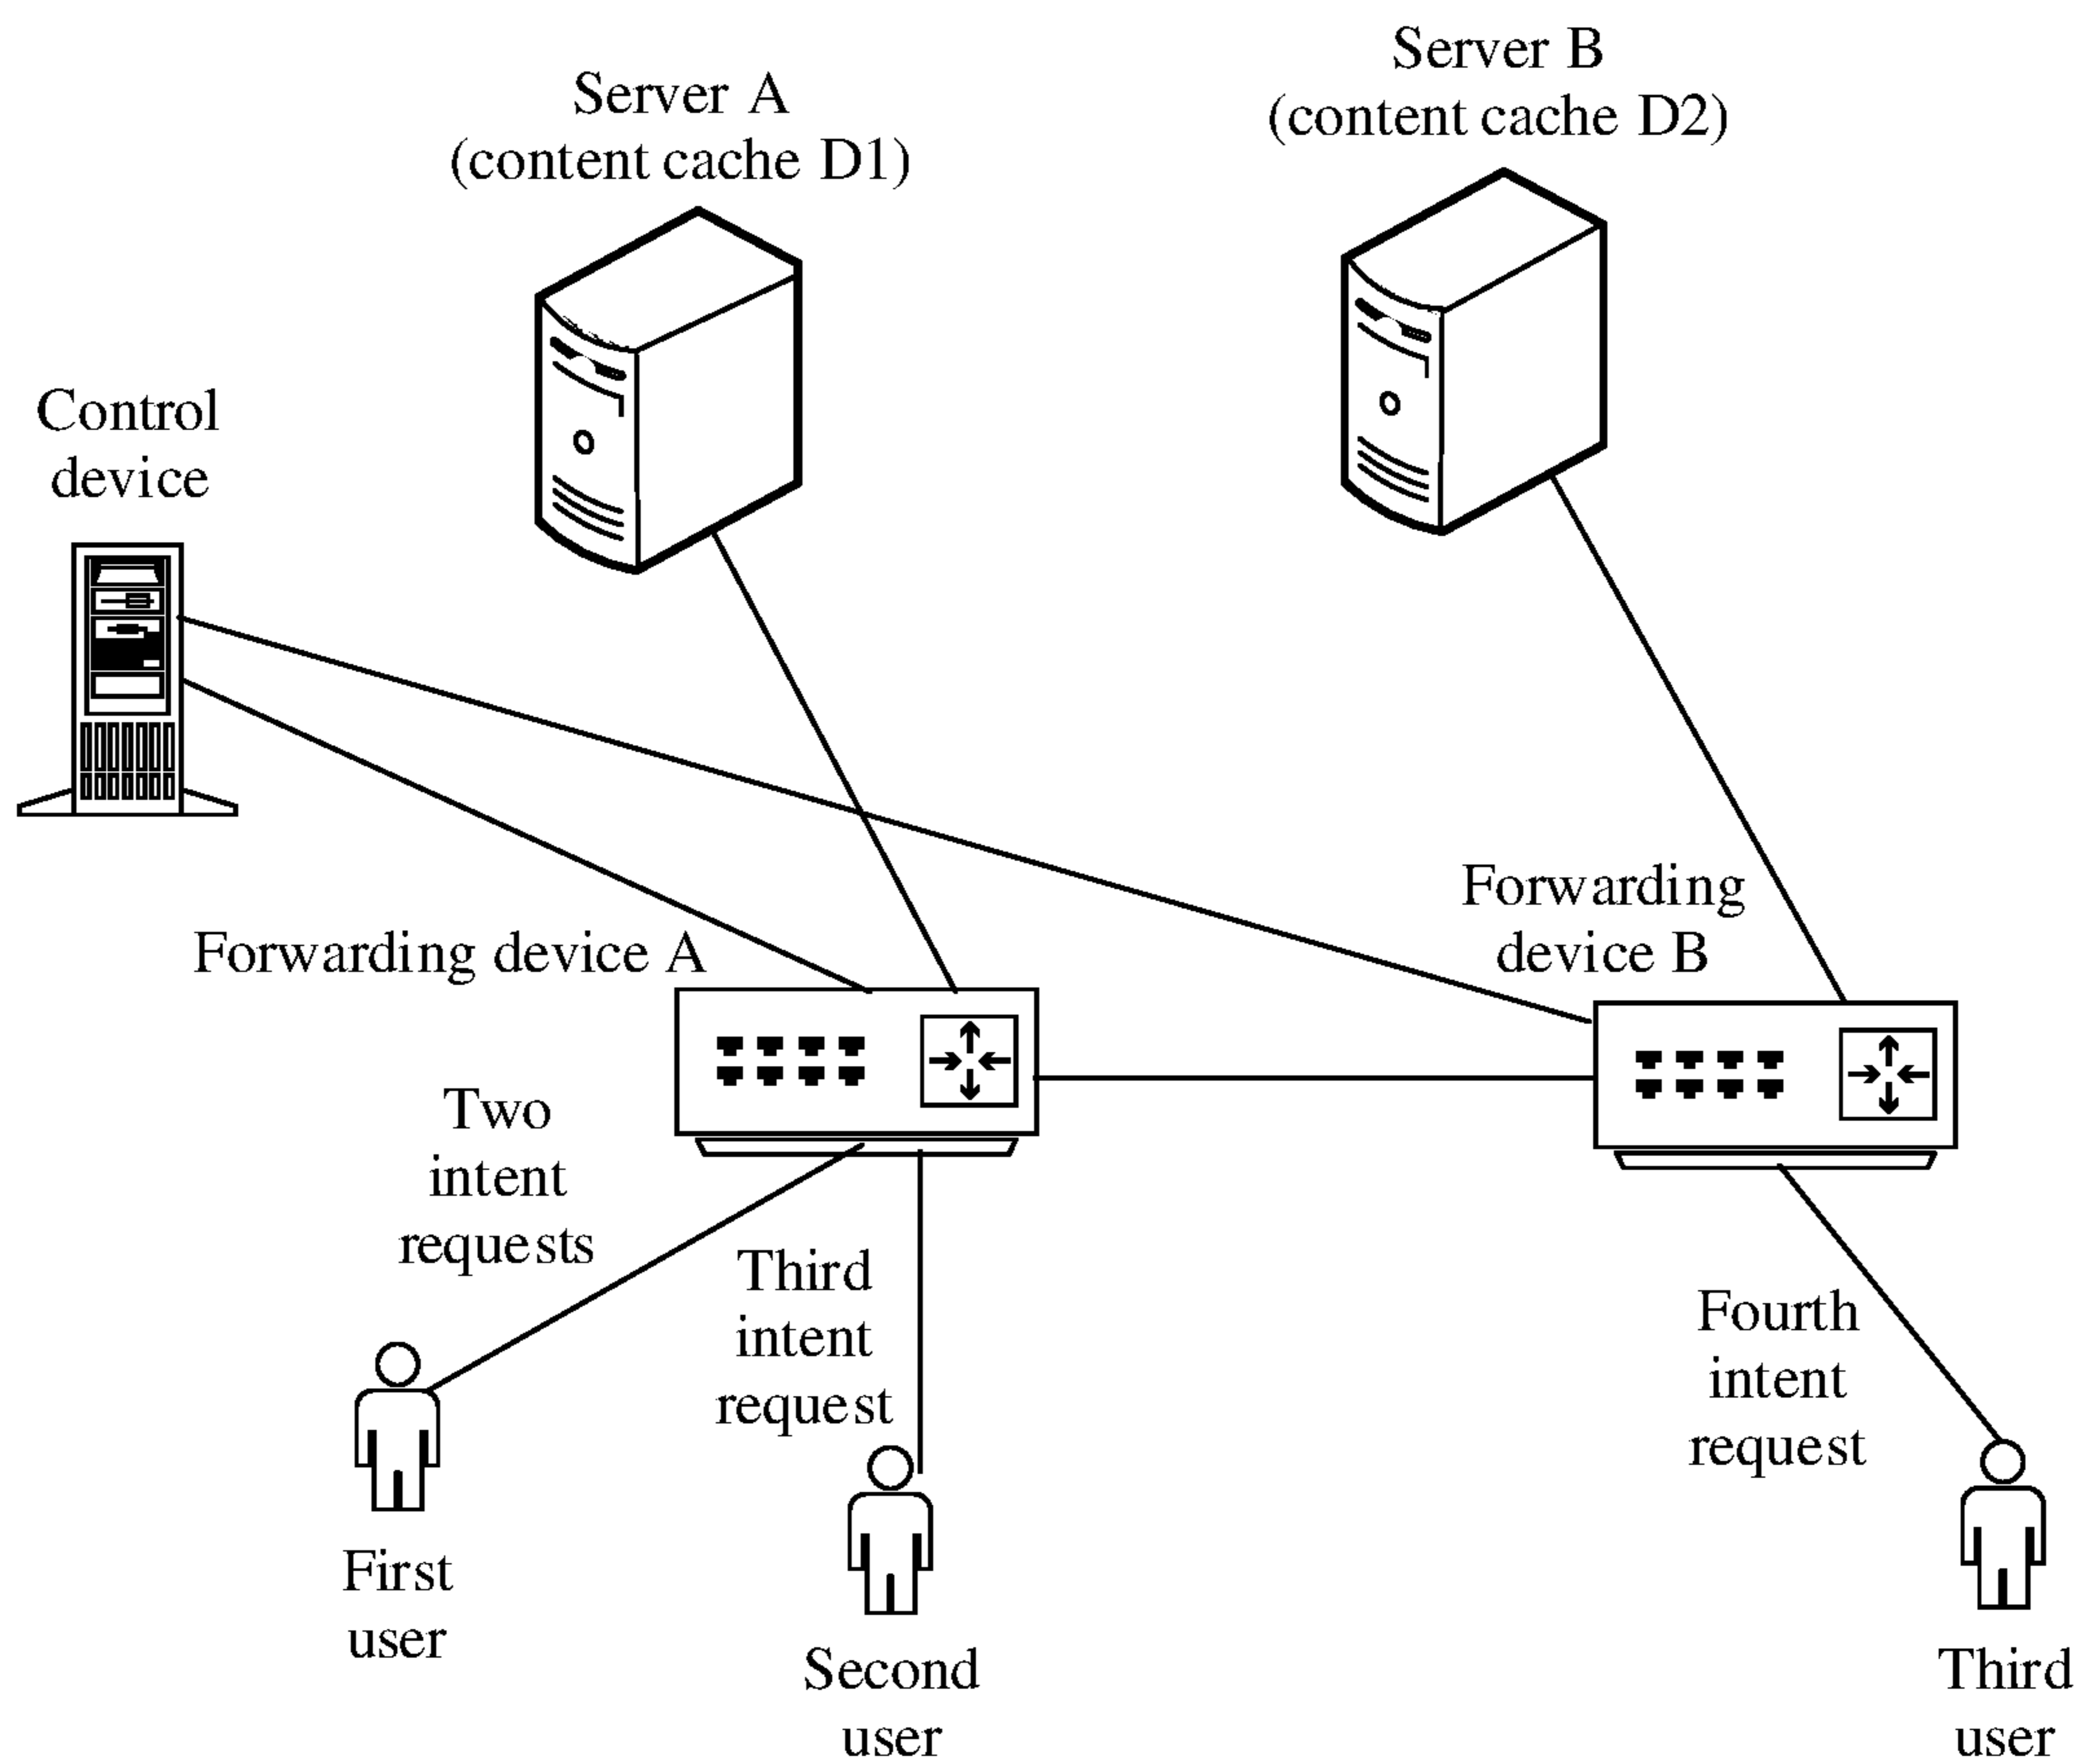 Server A
(content cache D1)
Server B
(content cache D2)
Control
device
Forwarding device A
Forwarding
device B
Two
intent
requests
Third
intent
request
Fourth
intent
request
First
user
Second
user
Third
user